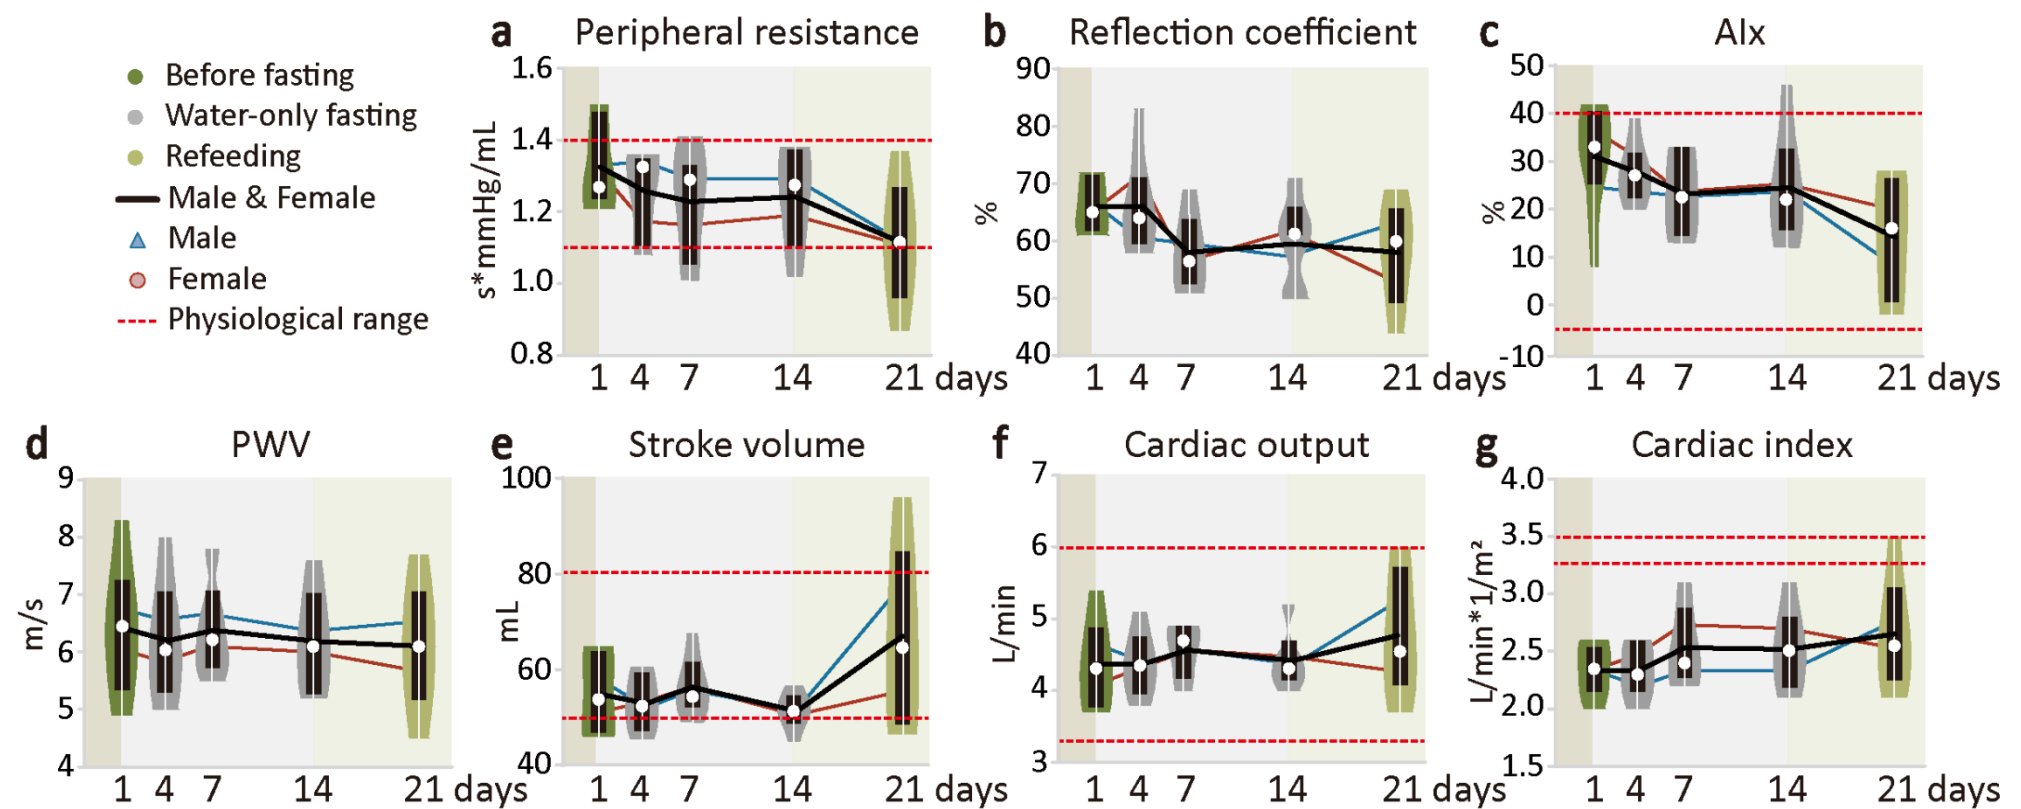 Before fasting
Water-only fasting
Refeeding
Male & Female
Male
Female
Physiological range
a Peripheral resistance
1.6
1.4
1.2
1.0
0.8
s*mmHg/mL
1 4 7 14 21 days
b Reflection coefficient
90
80
70
60
50
40
%
1 4 7 14 21 days
c AIx
50
40
30
20
10
0
-10
%
1 4 7 14 21 days
d PWV
9
8
7
6
5
4
m/s
1 4 7 14 21 days
e Stroke volume
100
80
60
40
mL
1 4 7 14 21 days
f Cardiac output
7
6
5
4
3
L/min
1 4 7 14 21 days
g Cardiac index
4.0
3.5
3.0
2.5
2.0
1.5
L/min*1/m²
1 4 7 14 21 days